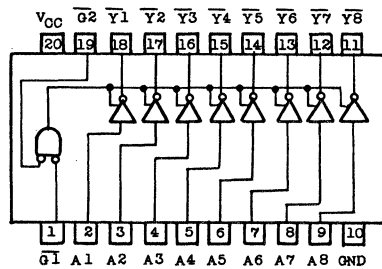 VCC G2 Y1 Y2 Y3 Y4 Y5 Y6 Y7 Y8
20 19 18 17 16 15 14 13 12 11
1 2 3 4 5 6 7 8 9 10
G1 A1 A2 A3 A4 A5 A6 A7 A8 GND